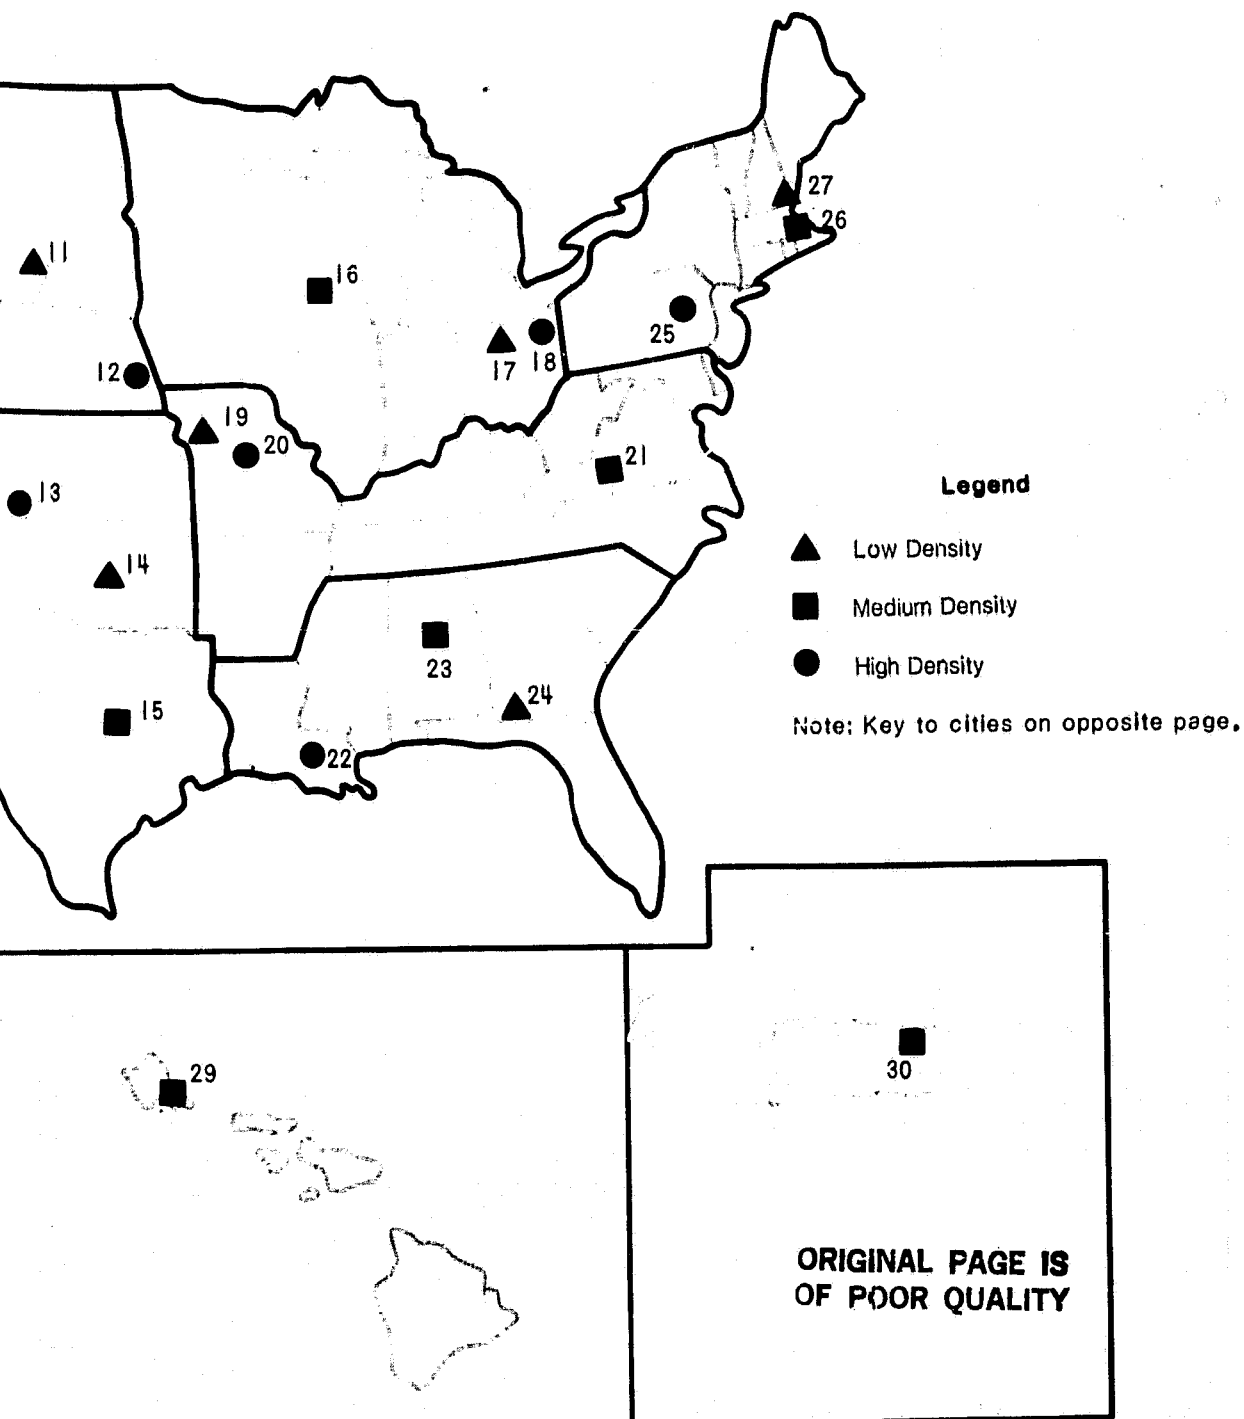 27
26
11
16
25
12
17
18
19
20
21
13
14
23
24
15
22
Legend
Low Density
Medium Density
High Density
Note: Key to cities on opposite page.
29
30
ORIGINAL PAGE IS
OF POOR QUALITY